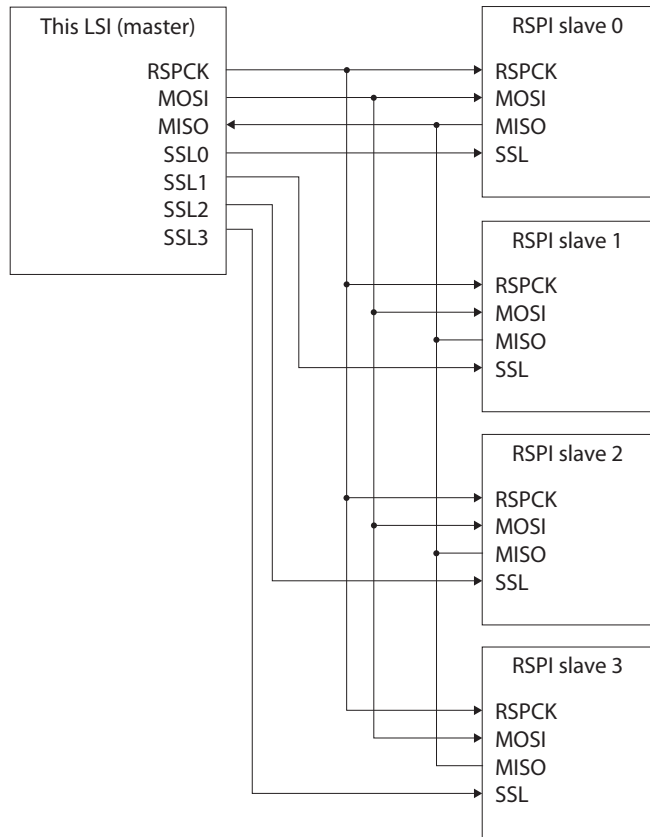 This LSI (master)
RSPCK
MOSI
MISO
SSL0
SSL1
SSL2
SSL3
RSPI slave 0
RSPCK
MOSI
MISO
SSL
RSPI slave 1
RSPCK
MOSI
MISO
SSL
RSPI slave 2
RSPCK
MOSI
MISO
SSL
RSPI slave 3
RSPCK
MOSI
MISO
SSL